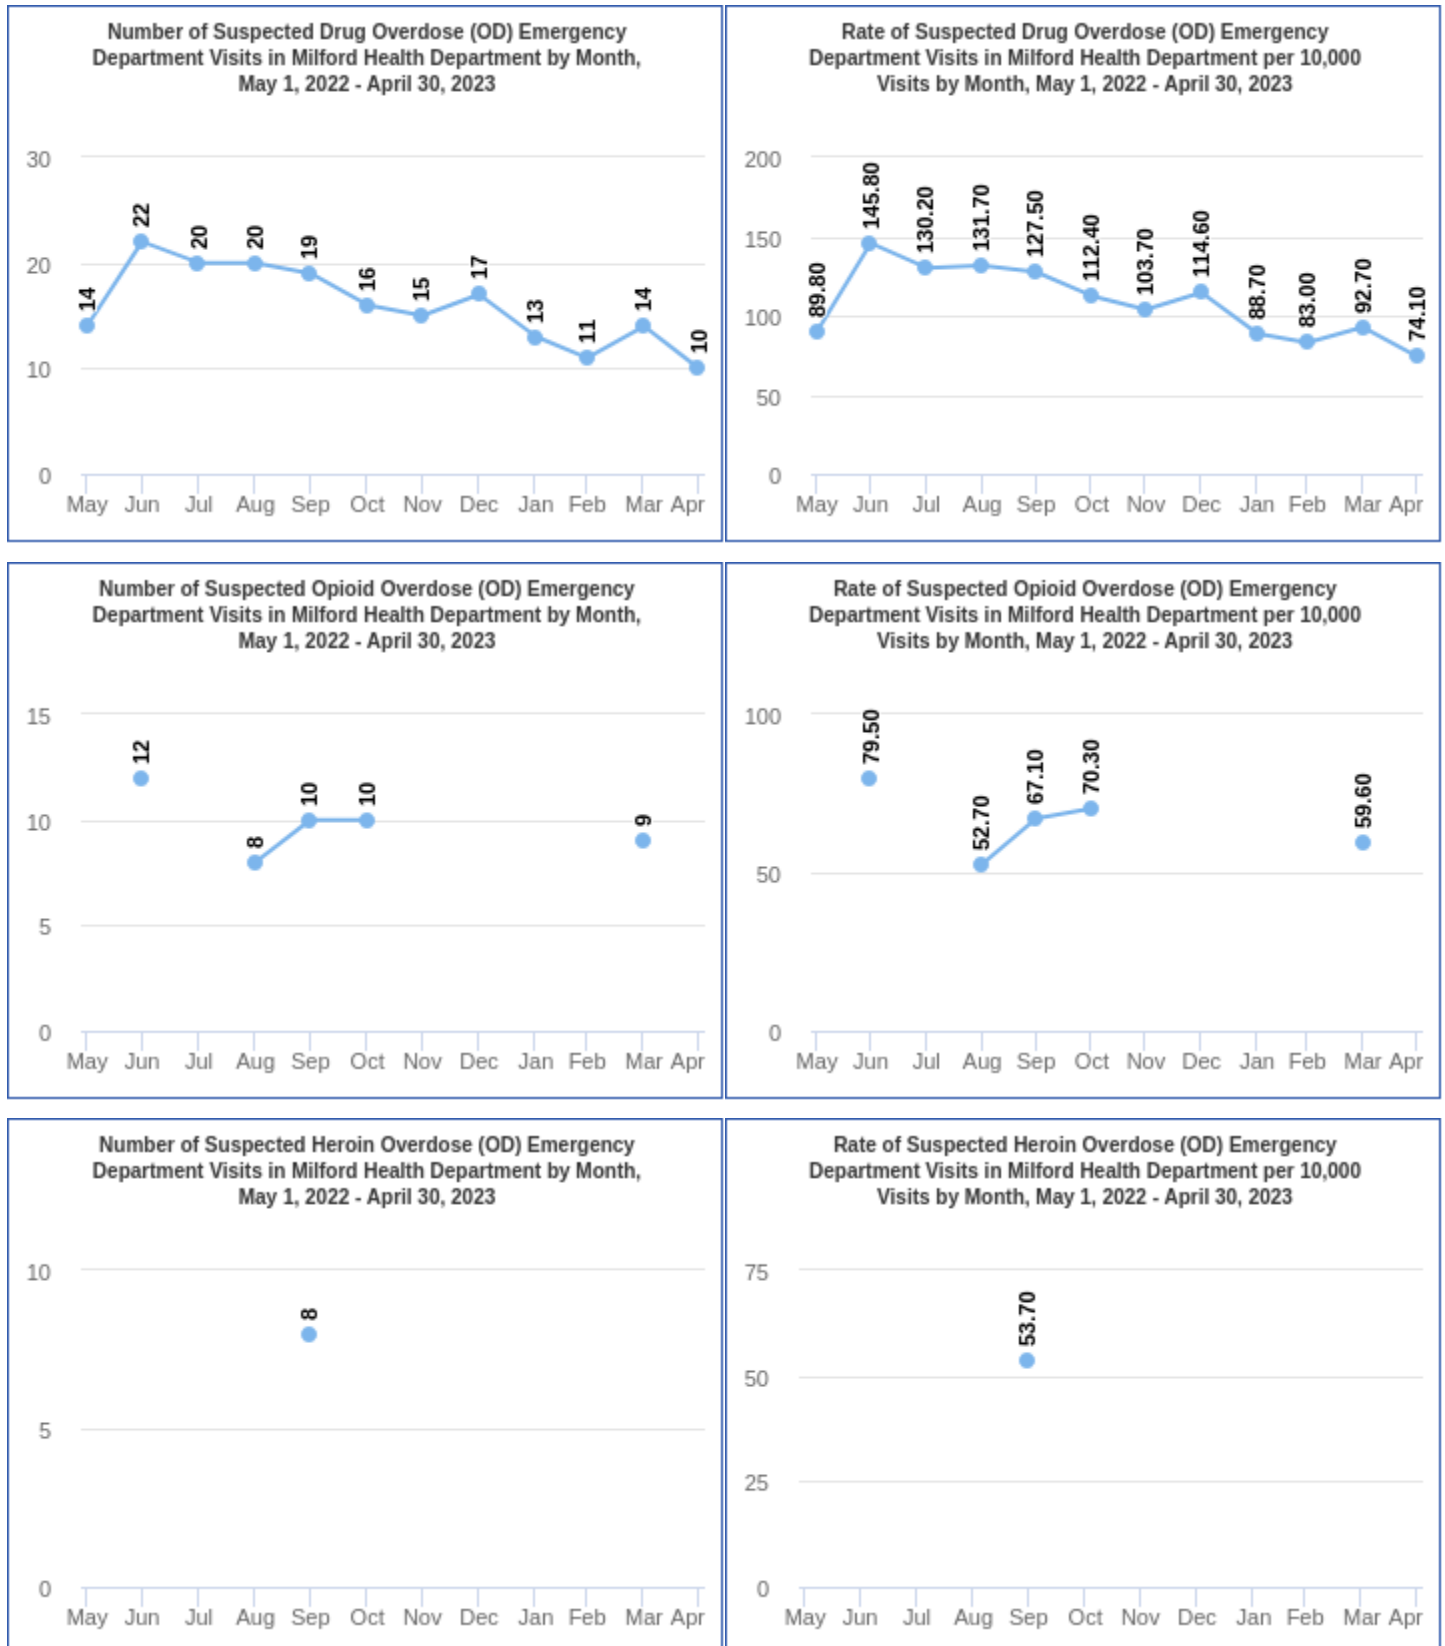 Number of Suspected Drug Overdose (OD) Emergency
Department Visits in Milford Health Department by Month,
May 1, 2022 - April 30, 2023
30
20
10
0
14
22
20
20
19
16
15
17
13
11
14
10
May Jun Jul Aug Sep Oct Nov Dec Jan Feb Mar Apr
Rate of Suspected Drug Overdose (OD) Emergency
Department Visits in Milford Health Department per 10,000
Visits by Month, May 1, 2022 - April 30, 2023
200
150
100
50
0
89.80
145.80
130.20
131.70
127.50
112.40
103.70
114.60
88.70
83.00
92.70
74.10
May Jun Jul Aug Sep Oct Nov Dec Jan Feb Mar Apr
Number of Suspected Opioid Overdose (OD) Emergency
Department Visits in Milford Health Department by Month,
May 1, 2022 - April 30, 2023
15
10
5
0
12
8
10
10
9
May Jun Jul Aug Sep Oct Nov Dec Jan Feb Mar Apr
Rate of Suspected Opioid Overdose (OD) Emergency
Department Visits in Milford Health Department per 10,000
Visits by Month, May 1, 2022 - April 30, 2023
100
50
0
79.50
52.70
67.10
70.30
59.60
May Jun Jul Aug Sep Oct Nov Dec Jan Feb Mar Apr
Number of Suspected Heroin Overdose (OD) Emergency
Department Visits in Milford Health Department by Month,
May 1, 2022 - April 30, 2023
10
5
0
8
May Jun Jul Aug Sep Oct Nov Dec Jan Feb Mar Apr
Rate of Suspected Heroin Overdose (OD) Emergency
Department Visits in Milford Health Department per 10,000
Visits by Month, May 1, 2022 - April 30, 2023
75
50
25
0
53.70
May Jun Jul Aug Sep Oct Nov Dec Jan Feb Mar Apr